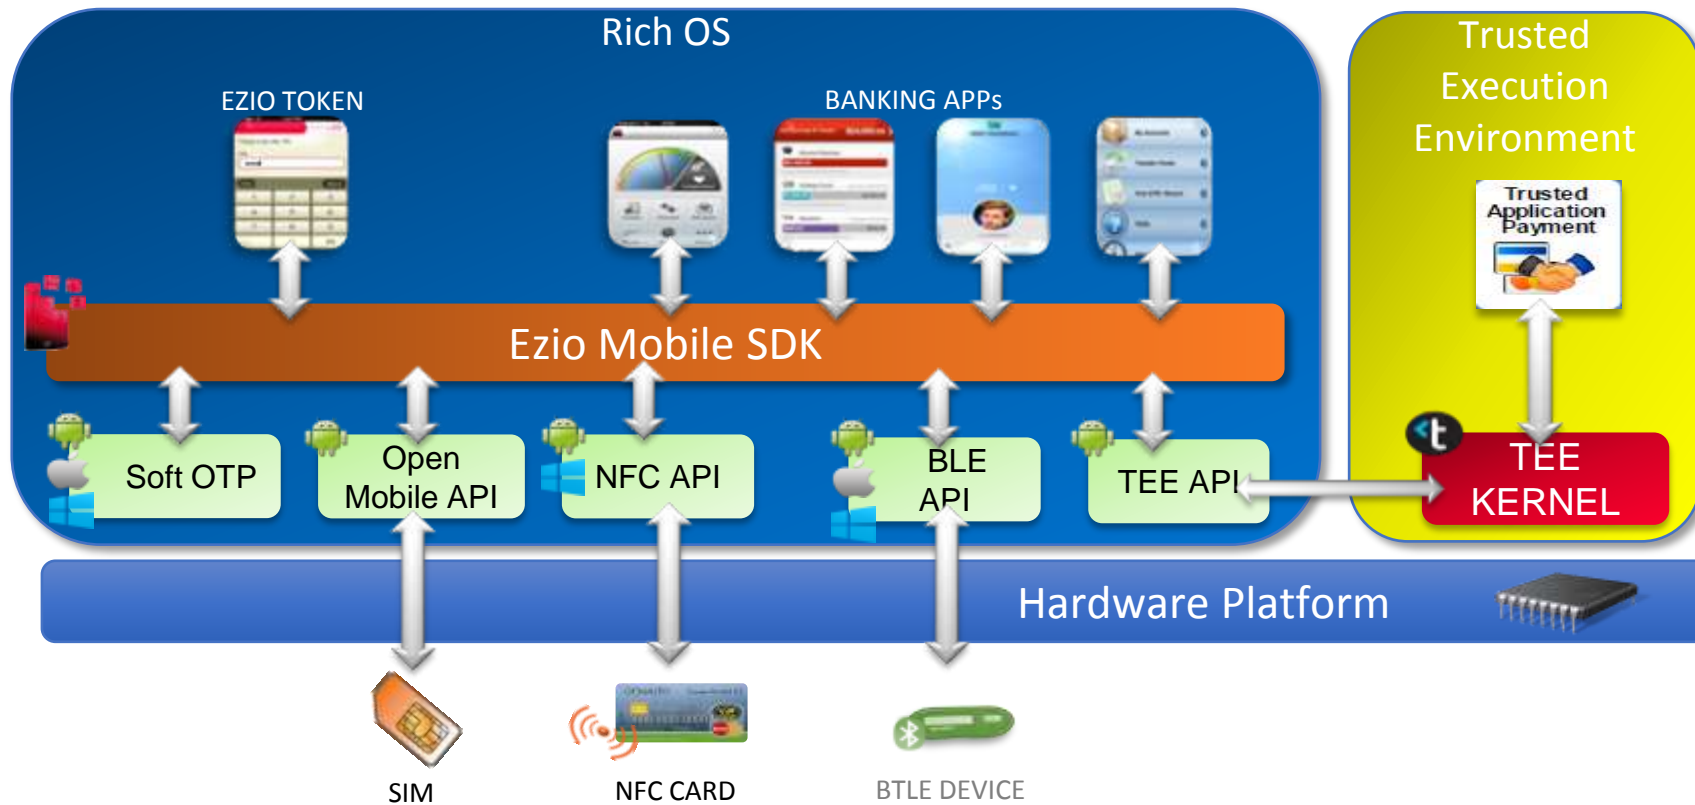 Rich OS
Trusted
Execution
Environment
EZIO TOKEN
BANKING APPs
Trusted
Application
Payment
Ezio Mobile SDK
Soft OTP
Open
Mobile API
NFC API
BLE
API
TEE API
TEE
KERNEL
Hardware Platform
SIM
NFC CARD
BTLE DEVICE